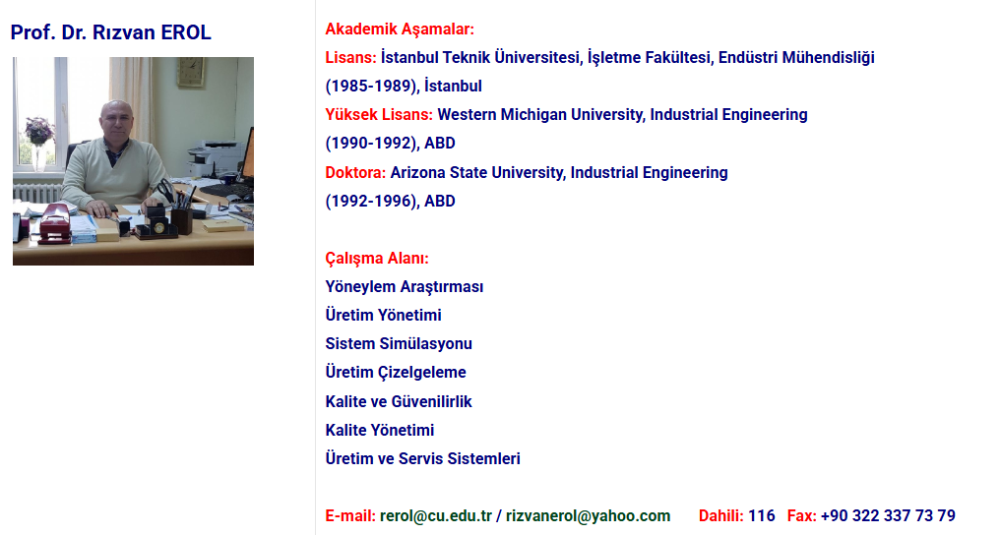 Prof. Dr. Rızvan EROL
Akademik Aşamalar:
Lisans: İstanbul Teknik Üniversitesi, İşletme Fakültesi, Endüstri Mühendisliği
(1985-1989), İstanbul
Yüksek Lisans: Western Michigan University, Industrial Engineering
(1990-1992), ABD
Doktora: Arizona State University, Industrial Engineering
(1992-1996), ABD
Çalışma Alanı:
Yöneylem Araştırması
Üretim Yönetimi
Sistem Simülasyonu
Üretim Çizelgeleme
Kalite ve Güvenilirlik
Kalite Yönetimi
Üretim ve Servis Sistemleri
E-mail: rerol@cu.edu.tr / rizvanerol@yahoo.com Dahili: 116 Fax: +90 322 337 73 79